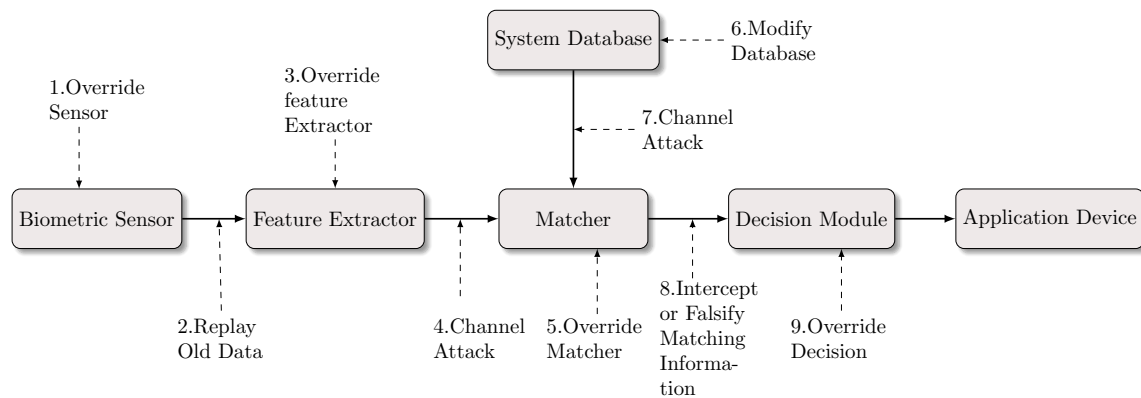 System Database
6.Modify
Database
1.Override
Sensor
3.Override
feature
Extractor
7.Channel
Attack
Biometric Sensor
Feature Extractor
Matcher
Decision Module
Application Device
2.Replay
Old Data
4.Channel
Attack
5.Override
Matcher
8.Intercept
or Falsify
Matching
Informa-
tion
9.Override
Decision